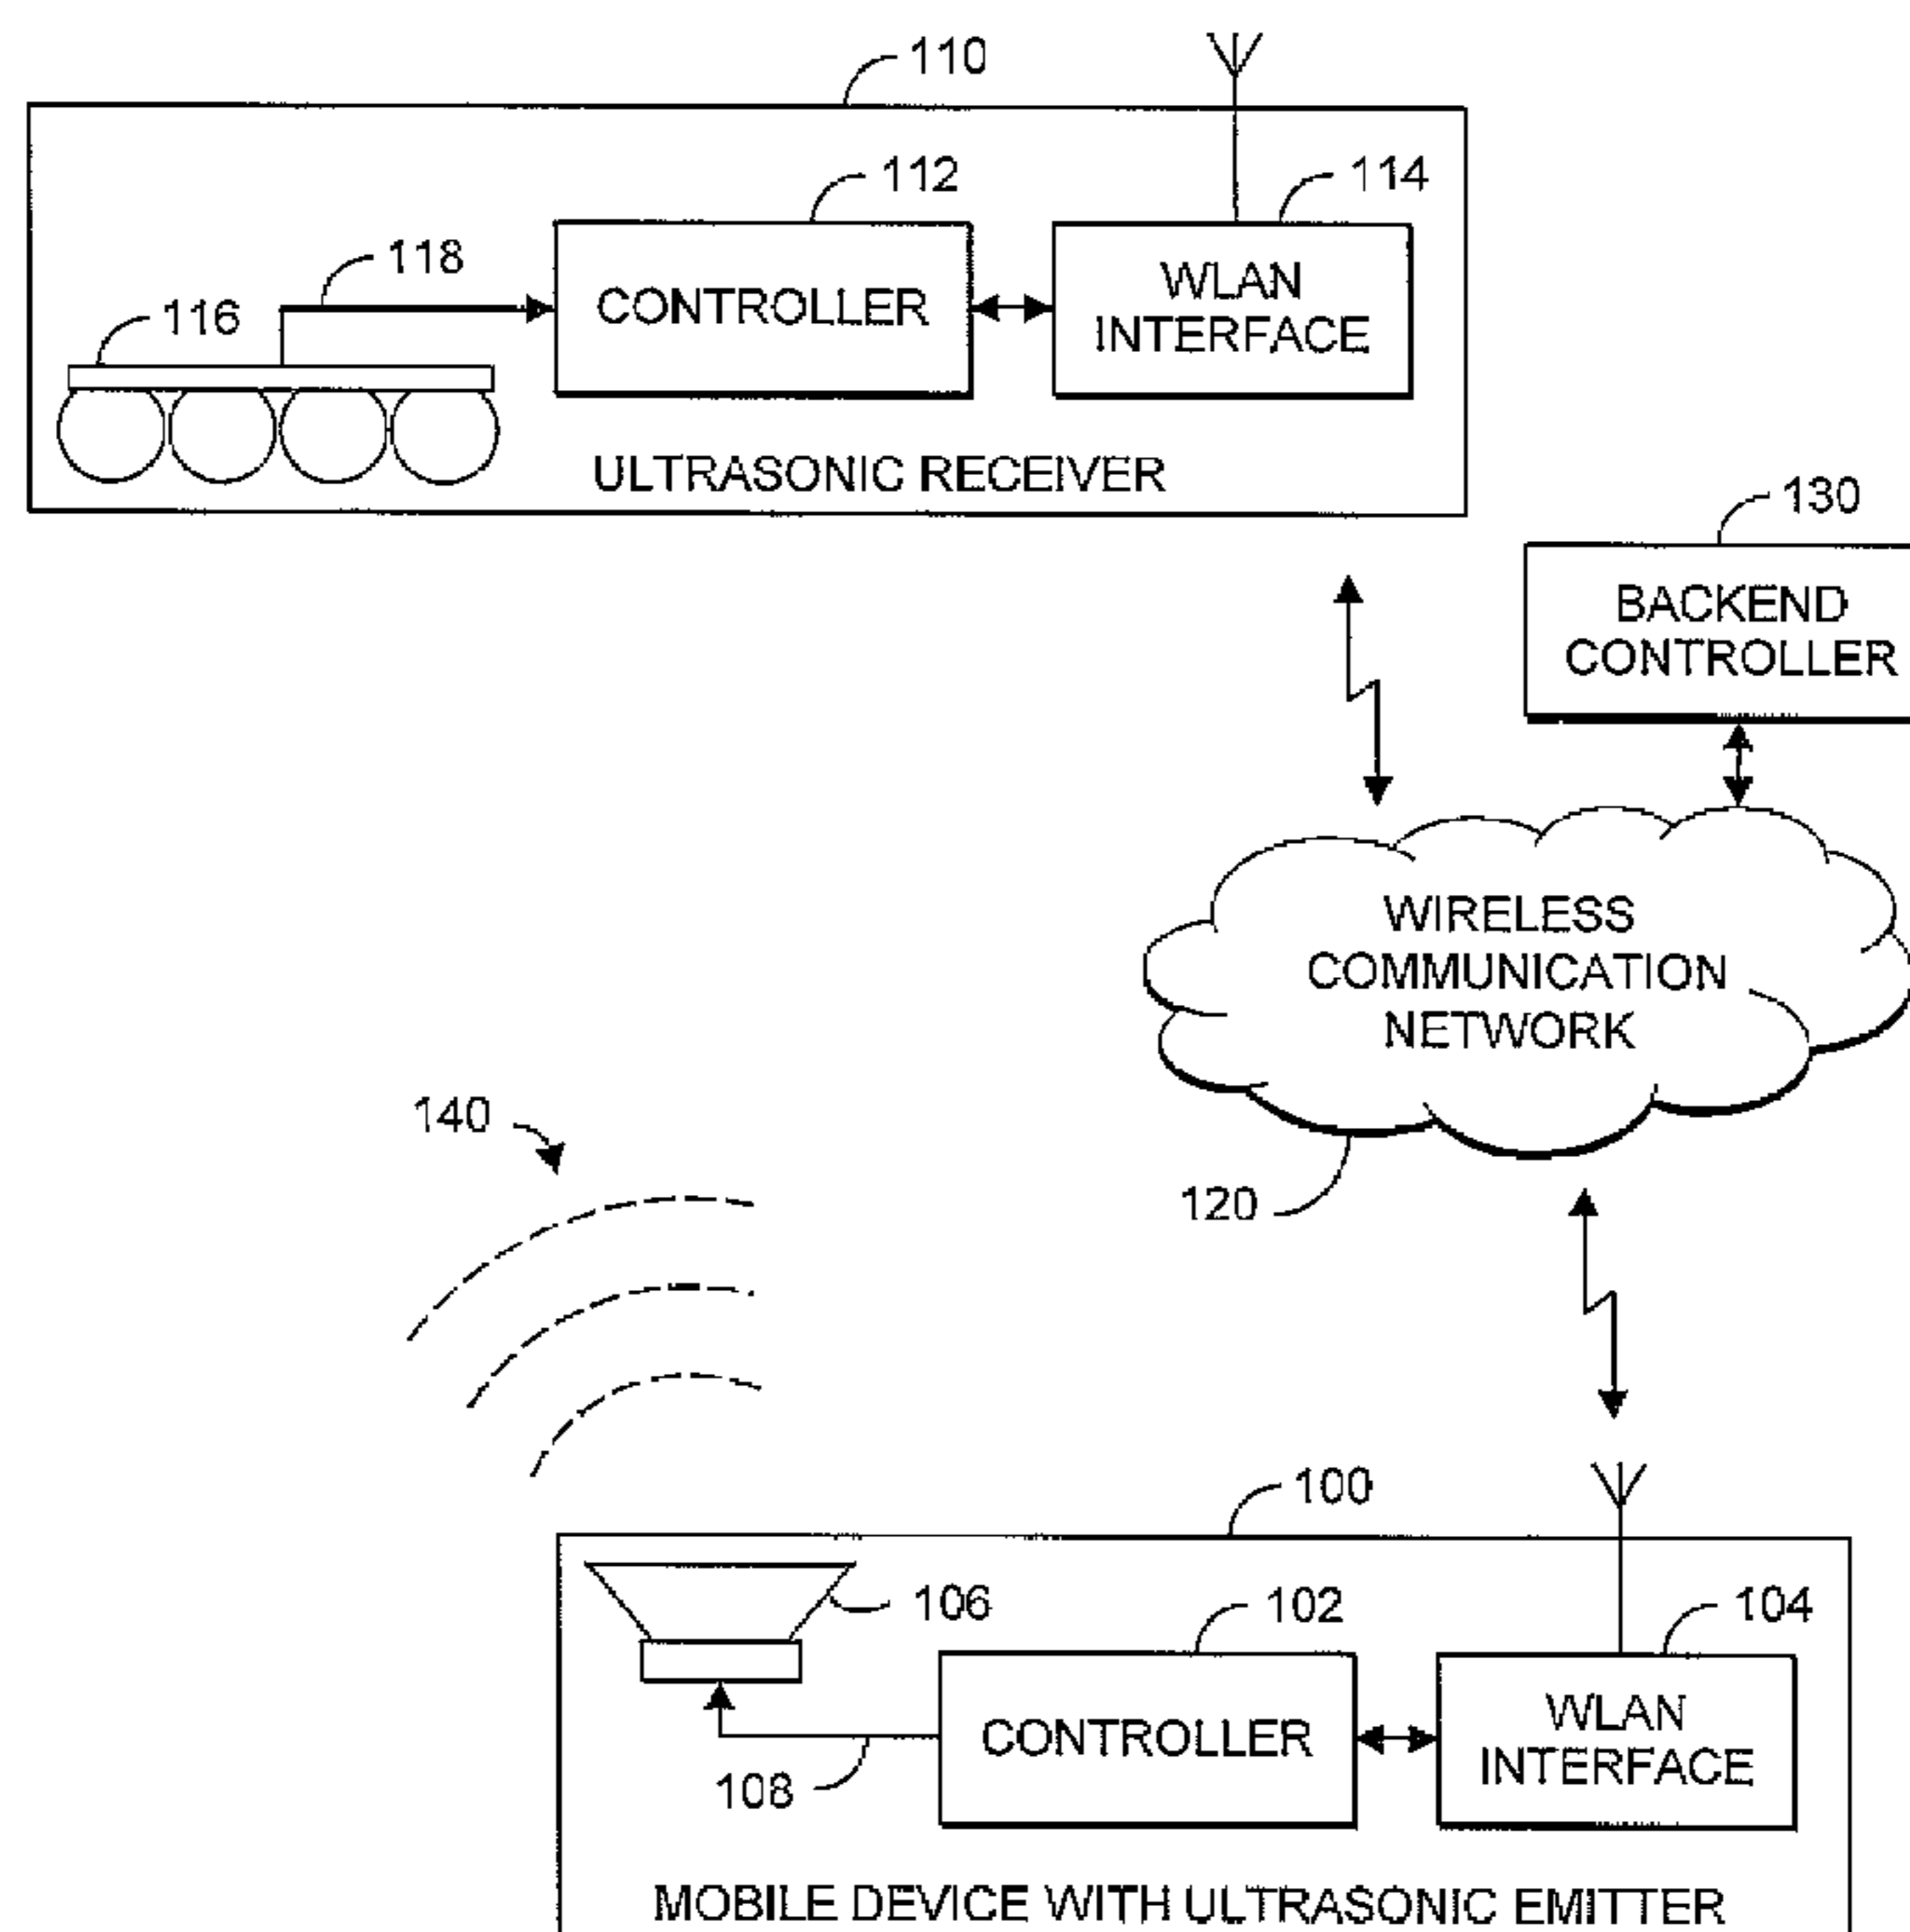 110
112
114
118
116
CONTROLLER
WLAN
INTERFACE
ULTRASONIC RECEIVER
130
BACKEND
CONTROLLER
WIRELESS
COMMUNICATION
NETWORK
140
120
100
106
102
104
CONTROLLER
WLAN
INTERFACE
108
MOBILE DEVICE WITH ULTRASONIC EMITTER